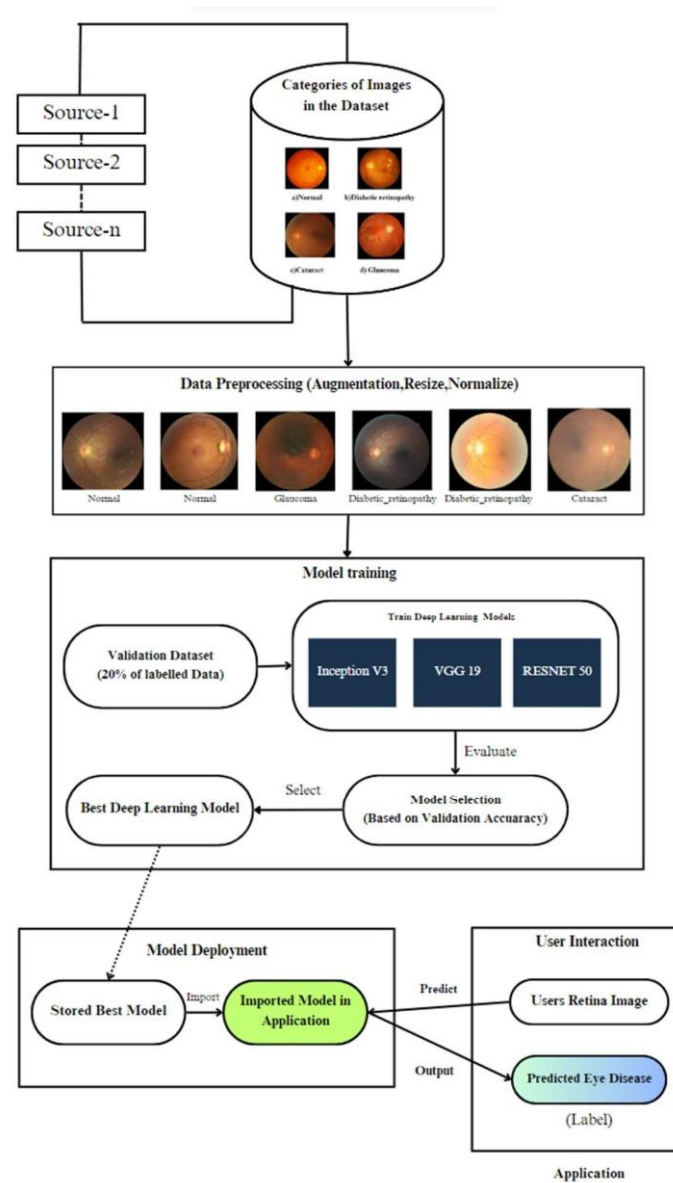 Categories of Images
in the Dataset
Source-1
Source-2
Source-n
a)Normal
b)Diabetic retinopathy
c)Cataract
d) Glaucoma
Data Preprocessing (Augmentation,Resize,Normalize)
Normal
Normal
Glaucoma
Diabetic_retinopathy
Diabetic_retinopathy
Cataract
Model training
Train Deep Learning Models
Validation Dataset
(20% of labelled Data)
Inception V3
VGG 19
RESNET 50
Evaluate
Best Deep Learning Model
Select
Model Selection
(Based on Validation Accuaracy)
Model Deployment
Stored Best Model
Import
Imported Model in
Application
Predict
Output
User Interaction
Users Retina Image
Predicted Eye Disease
(Label)
Application